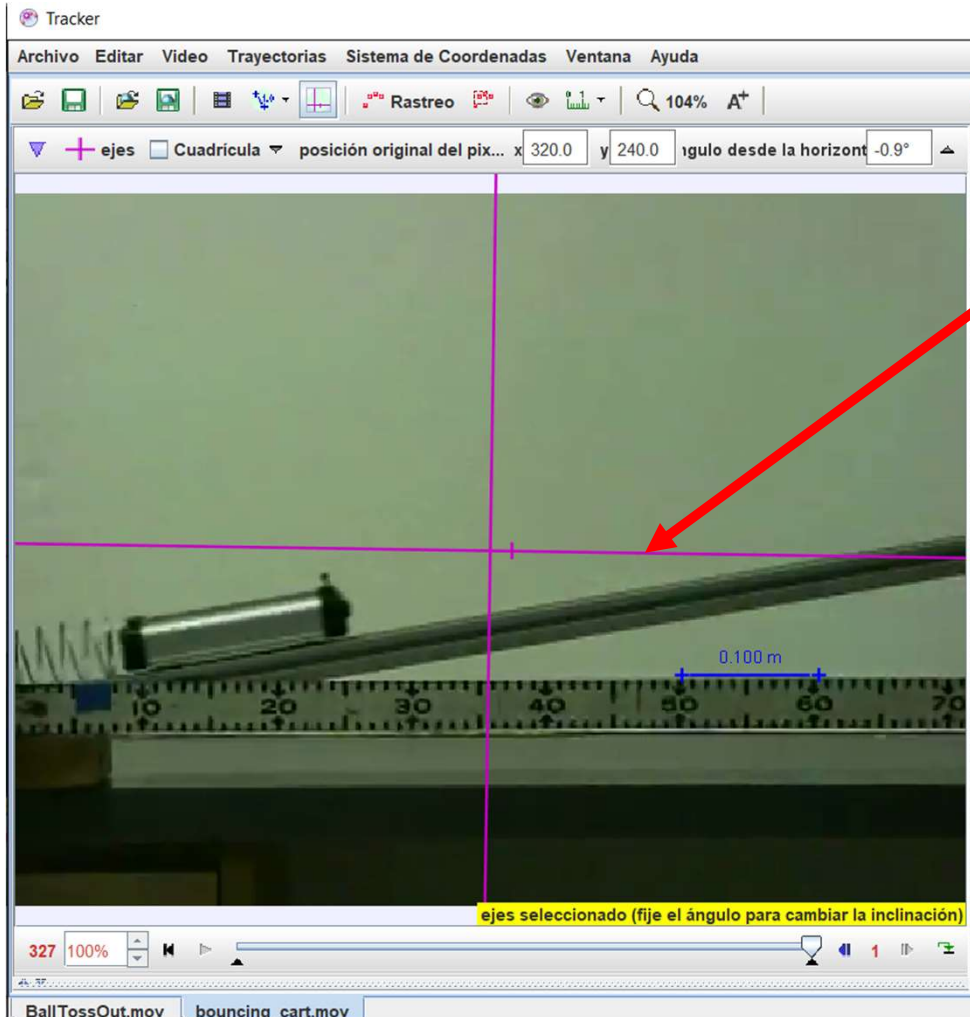 Tracker
Archivo Editar Video Trayectorias Sistema de Coordenadas Ventana Ayuda
Rastreo 104% A+
ejes Cuadrícula posición original del pix... x 320.0 y 240.0 ıgulo desde la horizont -0.9°
0.100 m
10 20 30 40 50 60 70
ejes seleccionado (fije el ángulo para cambiar la inclinación)
327 100% 1
BallTossOut.mov bouncing_cart.mov